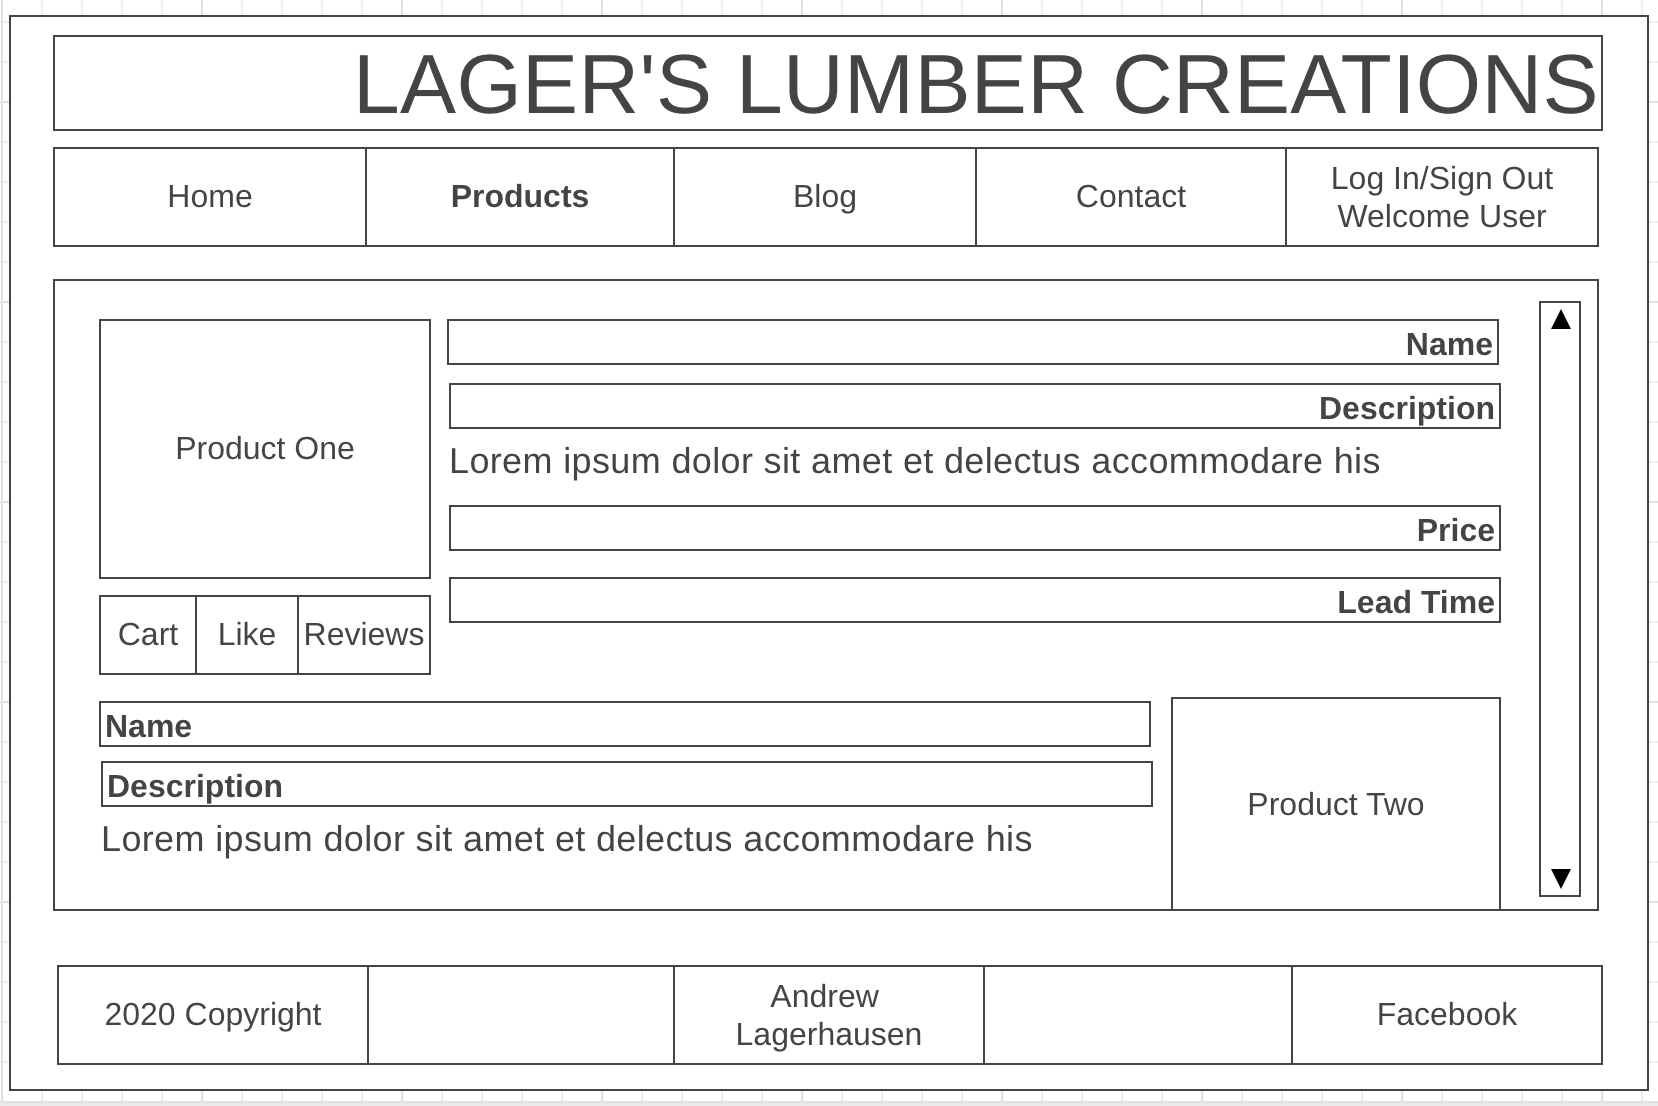 LAGER'S LUMBER CREATIONS
Home
Products
Blog
Contact
Log In/Sign Out
Welcome User
Product One
Name
Description
Lorem ipsum dolor sit amet et delectus accommodare his
Price
Lead Time
Cart
Like
Reviews
Name
Description
Lorem ipsum dolor sit amet et delectus accommodare his
Product Two
2020 Copyright
Andrew
Lagerhausen
Facebook